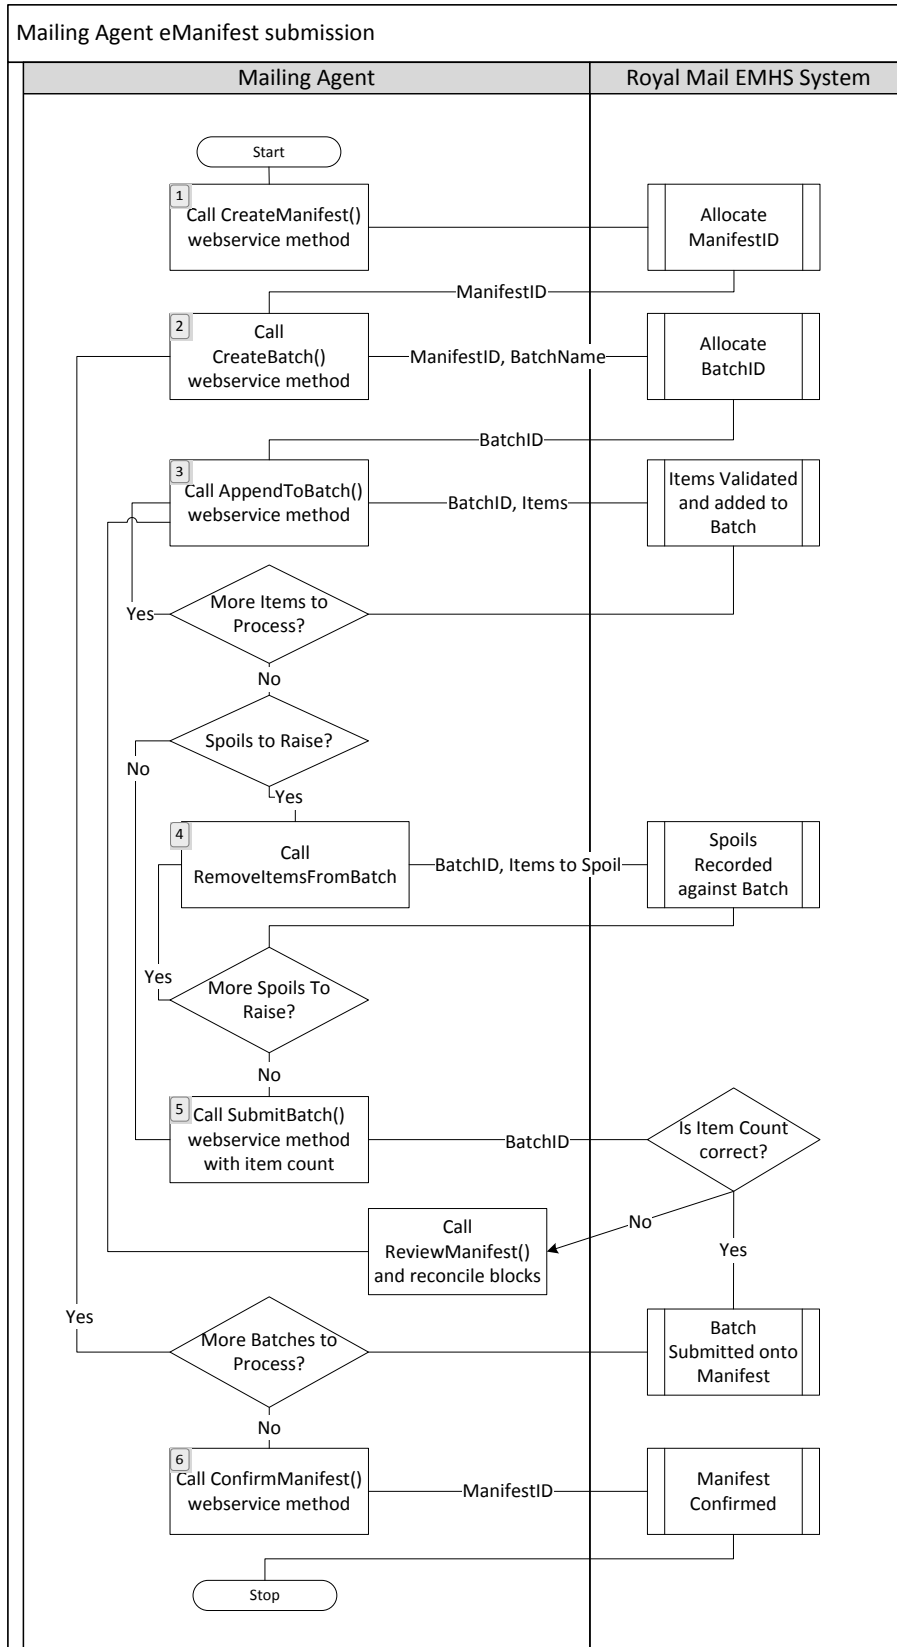 Mailing Agent eManifest submission
Mailing Agent
Royal Mail EMHS System
Start
1
Call CreateManifest()
webservice method
Allocate
ManifestID
ManifestID
2
Call
CreateBatch()
webservice method
ManifestID, BatchName
Allocate
BatchID
BatchID
3
Call AppendToBatch()
webservice method
BatchID, Items
Items Validated
and added to
Batch
More Items to
Process?
Yes
No
Spoils to Raise?
No
Yes
4
Call
RemoveItemsFromBatch
BatchID, Items to Spoil
Spoils
Recorded
against Batch
Yes
More Spoils To
Raise?
No
5
Call SubmitBatch()
webservice method
with item count
BatchID
Is Item Count
correct?
No
Yes
Call
ReviewManifest()
and reconcile blocks
Yes
More Batches to
Process?
Batch
Submitted onto
Manifest
No
6
Call ConfirmManifest()
webservice method
ManifestID
Manifest
Confirmed
Stop